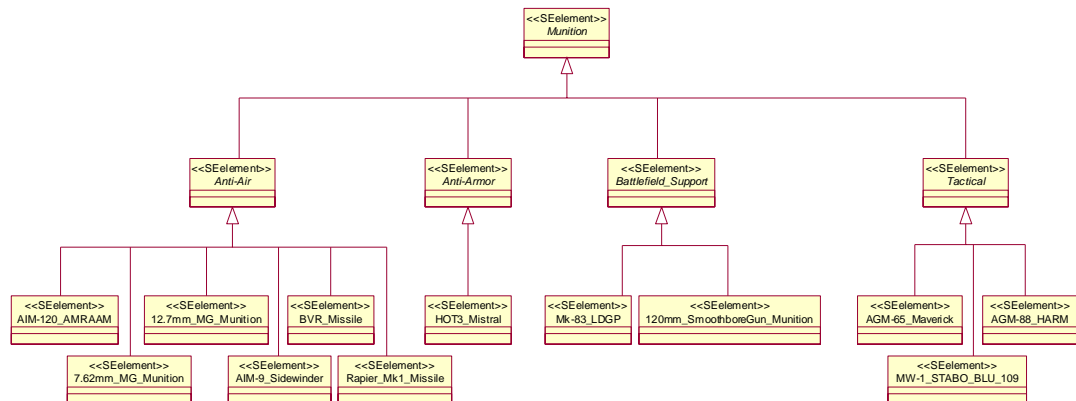 <<SEelement>>
Munition
<<SEelement>>
Anti-Air
<<SEelement>>
Anti-Armor
<<SEelement>>
Battlefield_Support
<<SEelement>>
Tactical
<<SEelement>>
AIM-120_AMRAAM
<<SEelement>>
12.7mm_MG_Munition
<<SEelement>>
BVR_Missile
<<SEelement>>
HOT3_Mistral
<<SEelement>>
Mk-83_LDGP
<<SEelement>>
120mm_SmoothboreGun_Munition
<<SEelement>>
AGM-65_Maverick
<<SEelement>>
AGM-88_HARM
<<SEelement>>
7.62mm_MG_Munition
<<SEelement>>
AIM-9_Sidewinder
<<SEelement>>
Rapier_Mk1_Missile
<<SEelement>>
MW-1_STABO_BLU_109